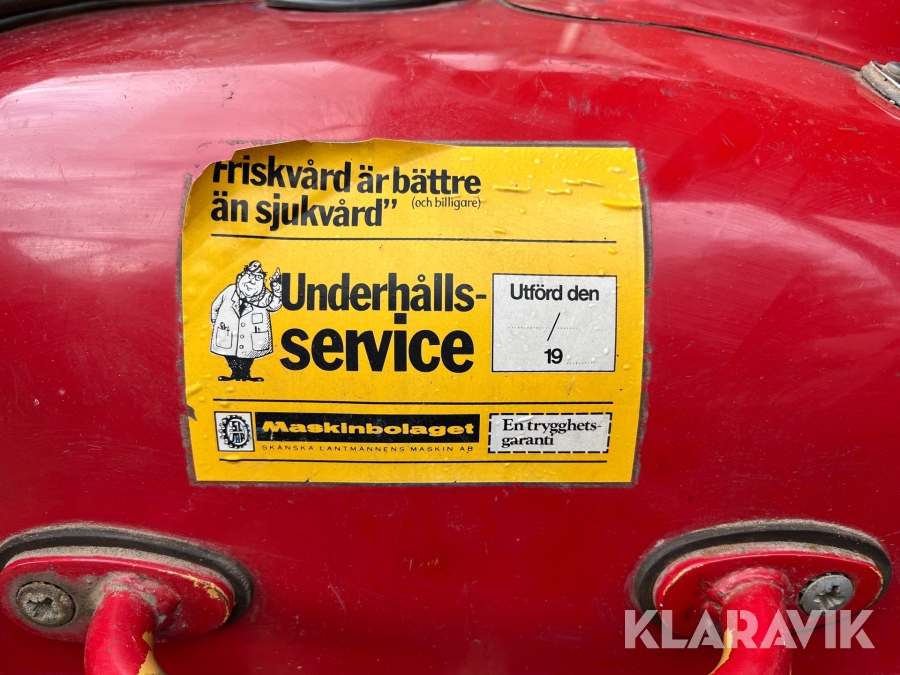 Friskvård är bättre
än sjukvård" (och billigare)
Underhålls-
service
Utförd den
/
19
Maskinbolaget
SKÅNSKA LANTMÄNNENS MASKIN AB
En trygghets-
garanti
KLARAVIK